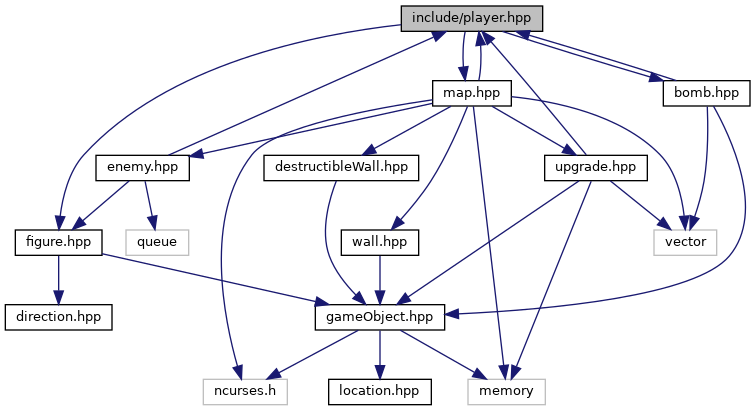 include/player.hpp
map.hpp
bomb.hpp
enemy.hpp
destructibleWall.hpp
upgrade.hpp
figure.hpp
queue
wall.hpp
vector
direction.hpp
gameObject.hpp
ncurses.h
location.hpp
memory